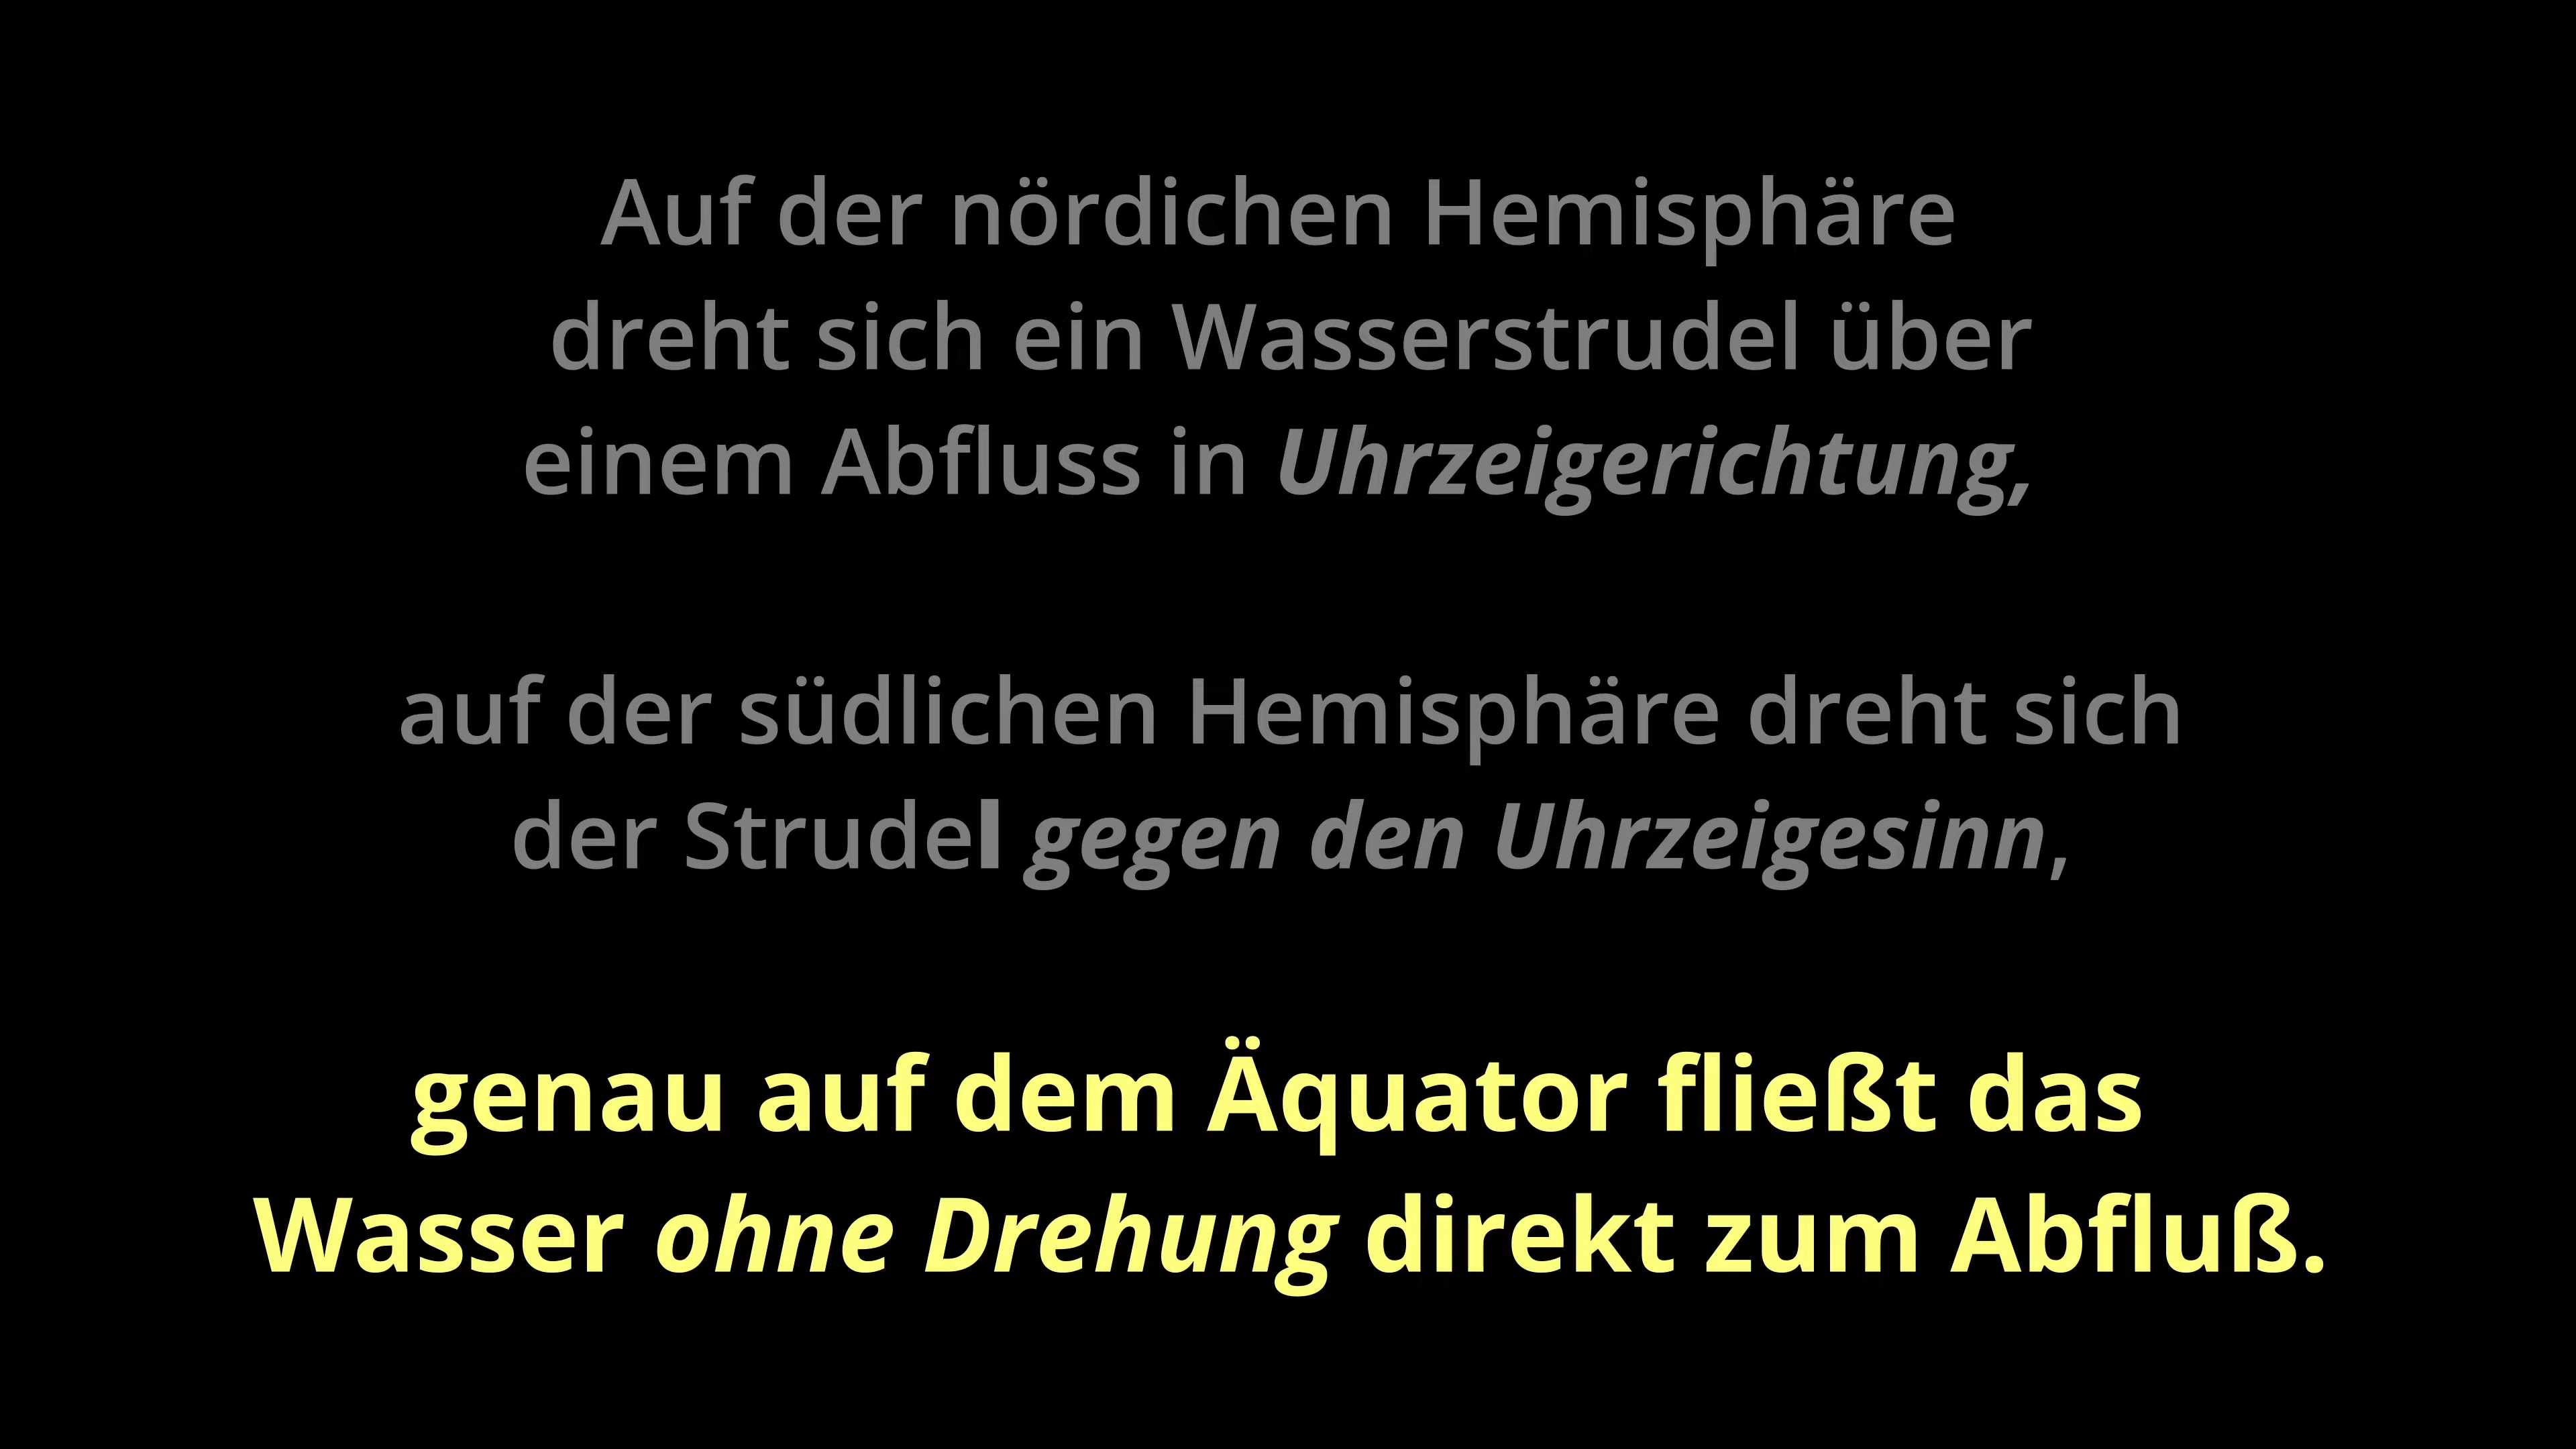 Auf der nördichen Hemisphäre
dreht sich ein Wasserstrudel über
einem Abfluss in Uhrzeigerichtung,
auf der südlichen Hemisphäre dreht sich
der Strudel gegen den Uhrzeigesinn,
genau auf dem Äquator fließt das
Wasser ohne Drehung direkt zum Abfluß.